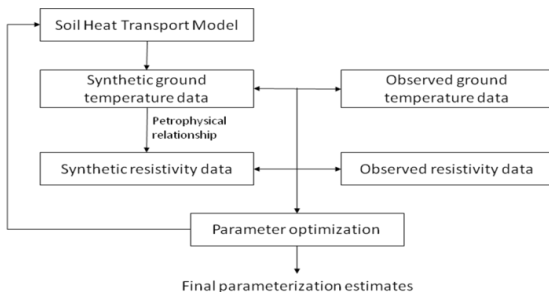 Soil Heat Transport Model
Synthetic ground
temperature data
Observed ground
temperature data
Petrophysical
relationship
Synthetic resistivity data
Observed resistivity data
Parameter optimization
Final parameterization estimates